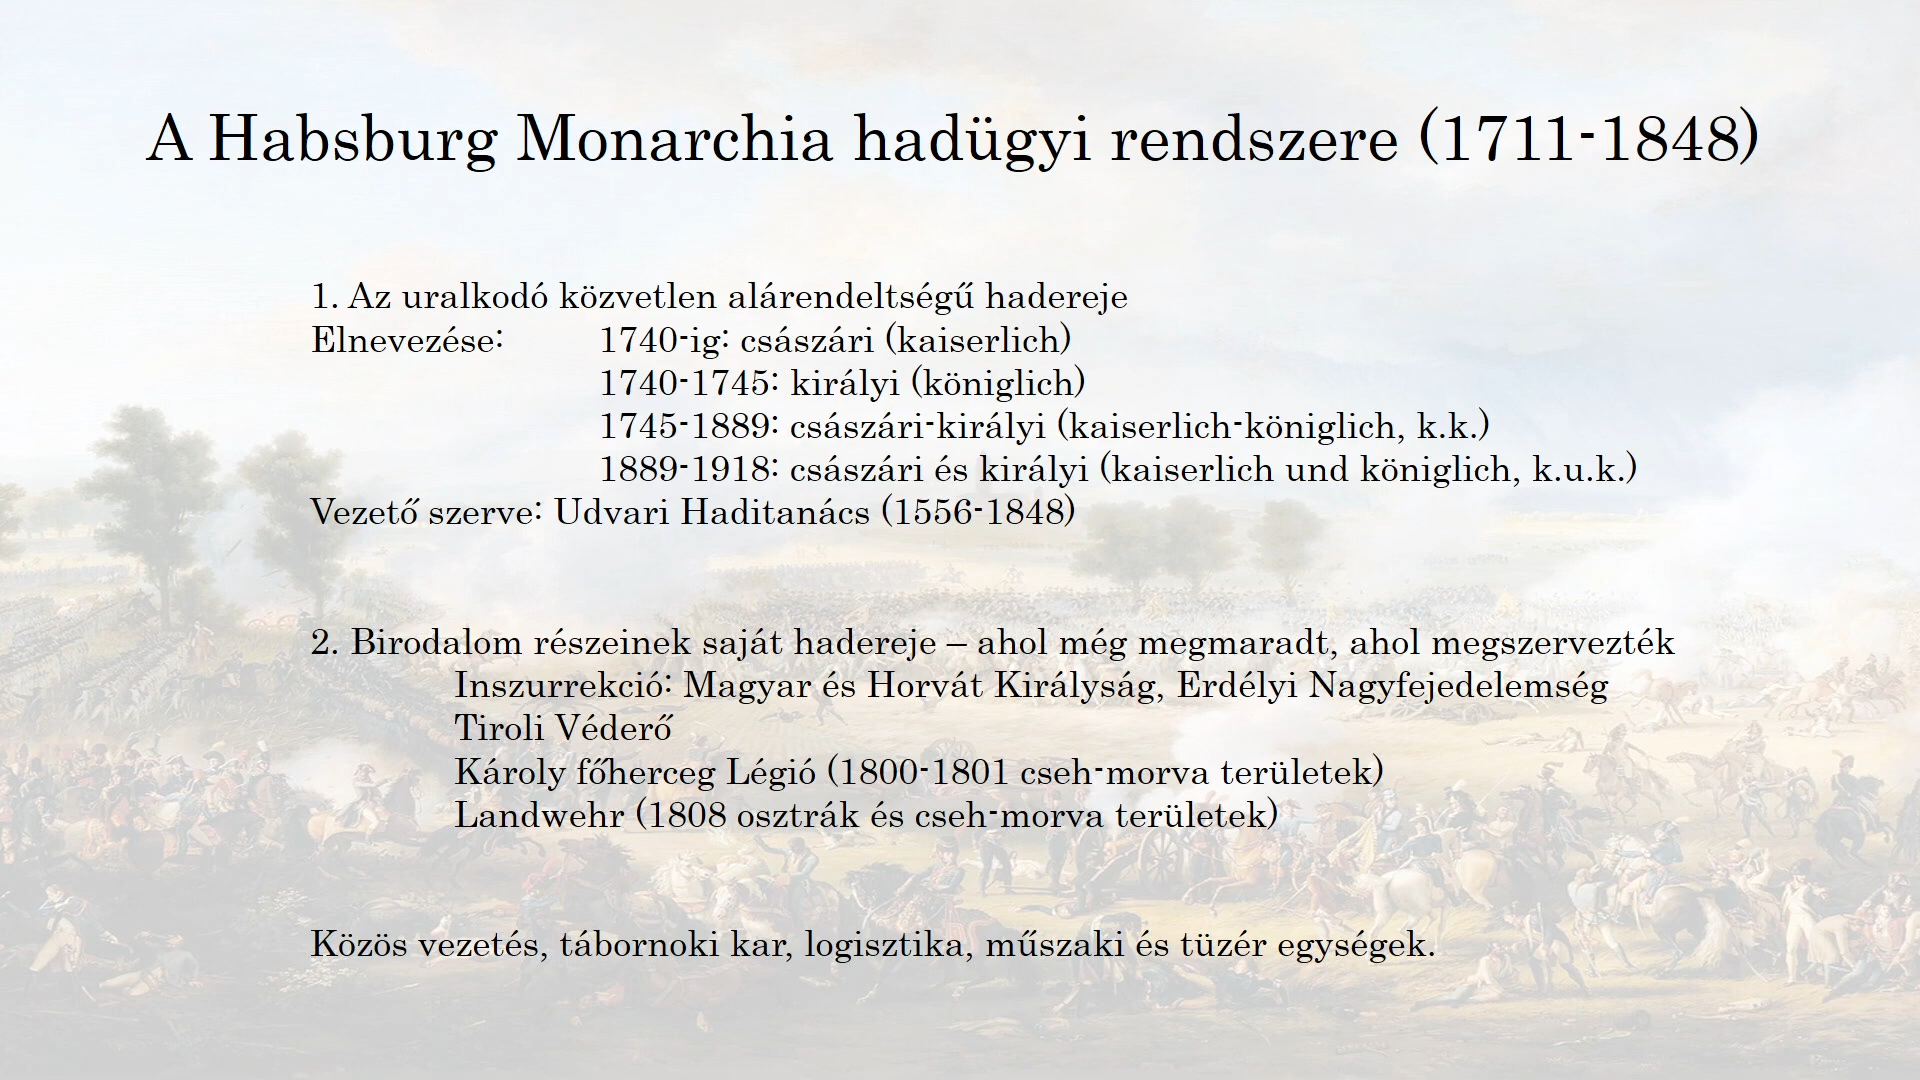 A Habsburg Monarchia hadügyi rendszere (1711-1848)
1. Az uralkodó közvetlen alárendeltségű hadereje
Elnevezése: 1740-ig: császári (kaiserlich)
1740-1745: királyi (königlich)
1745-1889: császári-királyi (kaiserlich-königlich, k.k.)
1889-1918: császári és királyi (kaiserlich und königlich, k.u.k.)
Vezető szerve: Udvari Haditanács (1556-1848)
2. Birodalom részeinek saját hadereje – ahol még megmaradt, ahol megszervezték
Inszurrekció: Magyar és Horvát Királyság, Erdélyi Nagyfejedelemség
Tiroli Véderő
Károly főherceg Légió (1800-1801 cseh-morva területek)
Landwehr (1808 osztrák és cseh-morva területek)
Közös vezetés, tábornoki kar, logisztika, műszaki és tüzér egységek.